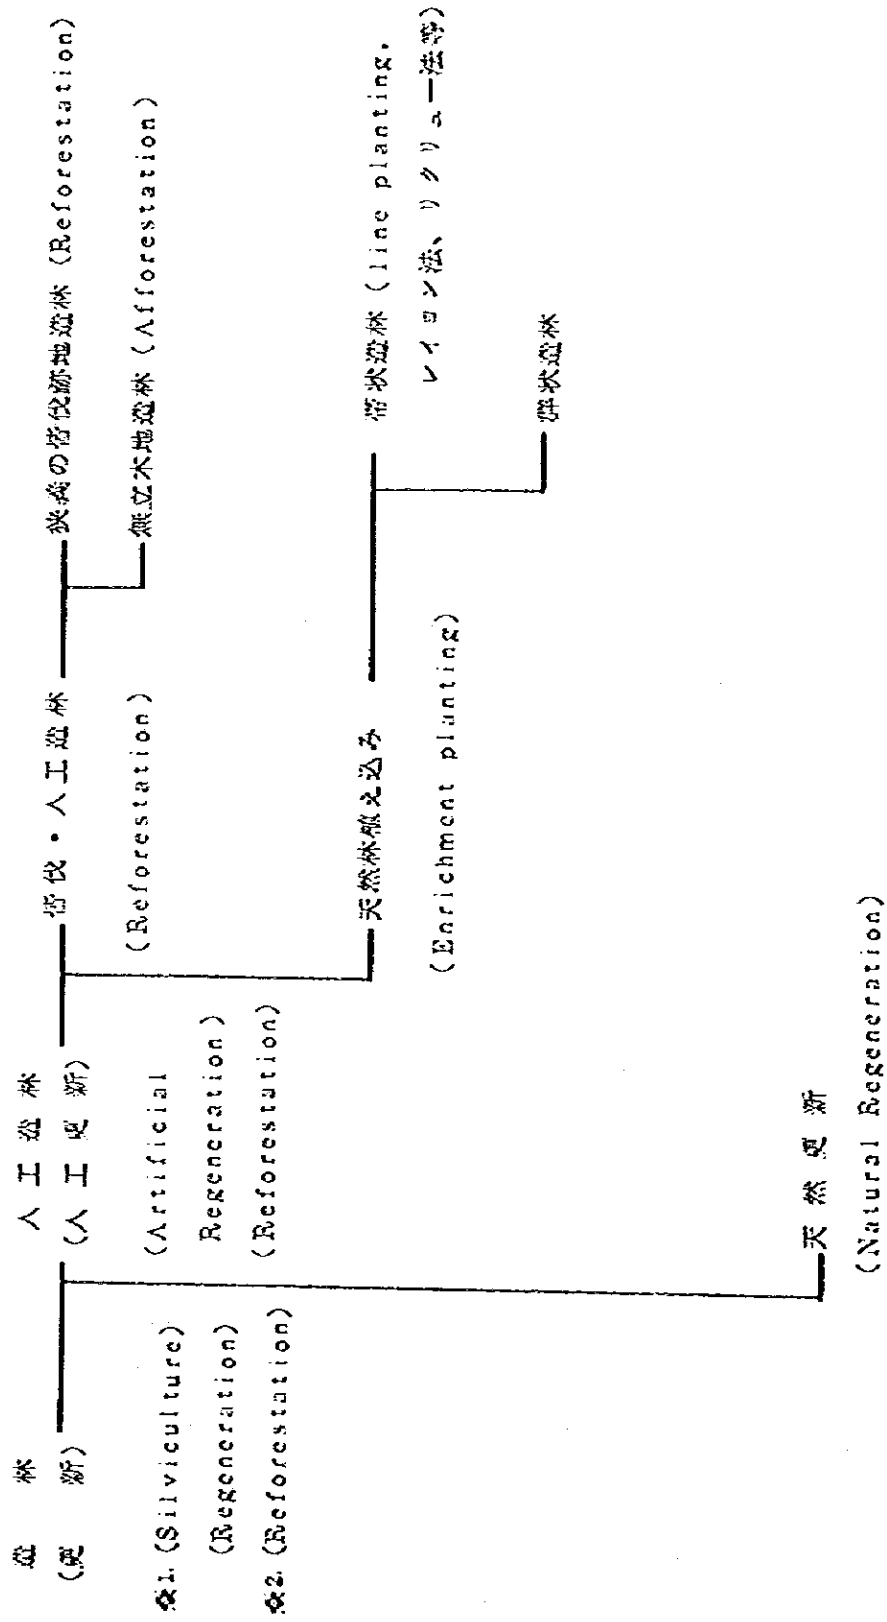 造林
(更新)
※1.(Silviculture)
(Regeneration)
※2.(Reforestation)
人工造林
(人工更新)
(Artificial
Regeneration)
(Reforestation)
皆伐・人工造林
(Reforestation)
狭義の皆伐跡地造林(Reforestation)
無立木地造林(Afforestation)
天然林植え込み
(Enrichment planting)
帯状造林(line planting,
レイヨン法、リクリュー法等)
群状造林
天然更新
(Natural Regeneration)